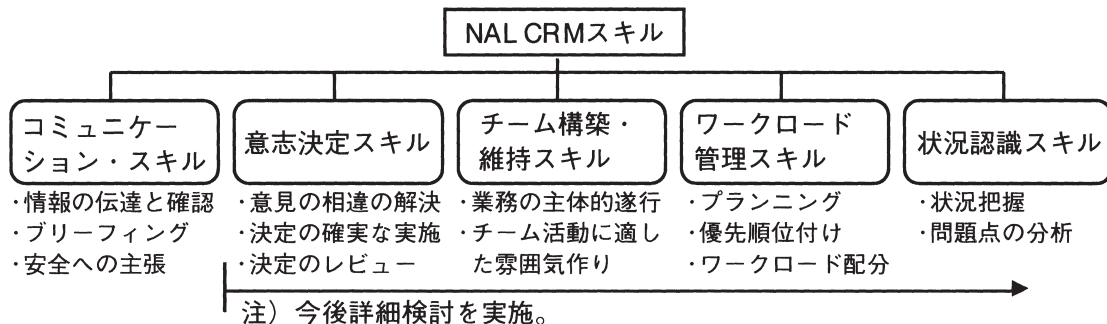 NAL CRMスキル
コミュニケー
ション・スキル
・情報の伝達と確認
・ブリーフィング
・安全への主張
意志決定スキル
・意見の相違の解決
・決定の確実な実施
・決定のレビュー
チーム構築・
維持スキル
・業務の主体的遂行
・チーム活動に適し
た雰囲気作り
ワークロード
管理スキル
・プランニング
・優先順位付け
・ワークロード配分
状況認識スキル
・状況把握
・問題点の分析
注）今後詳細検討を実施。